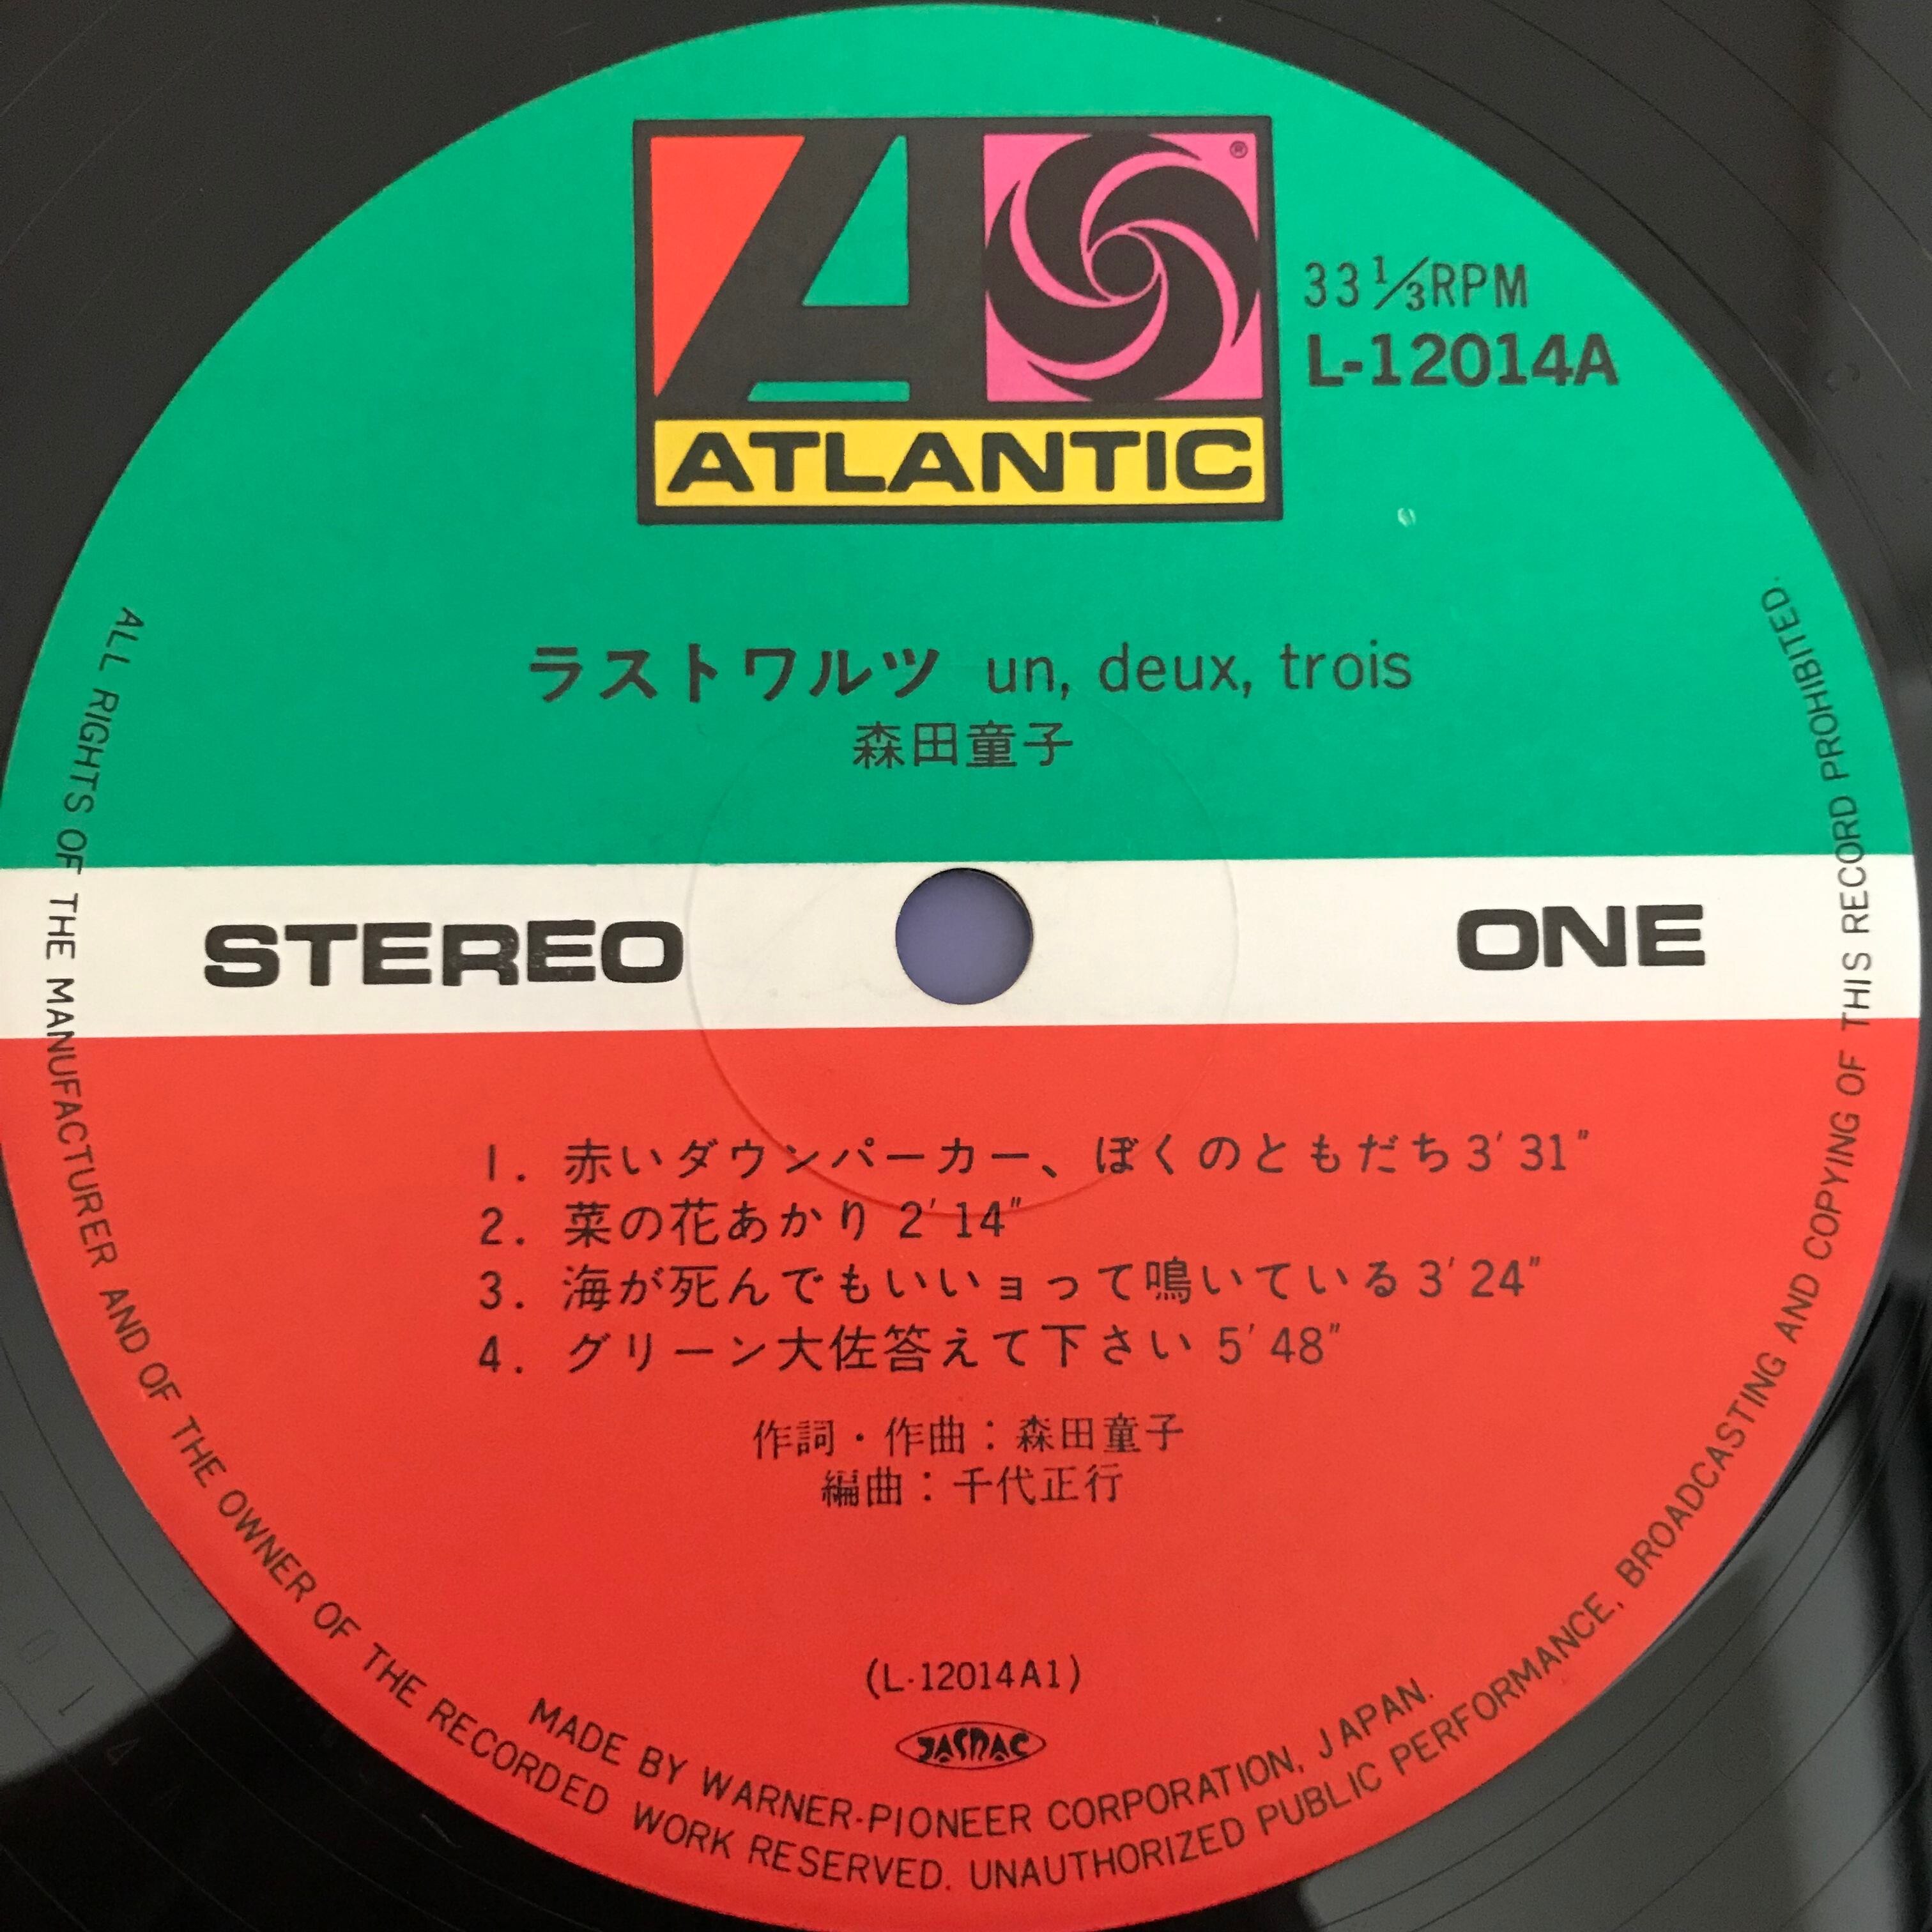 ATLANTIC
®
33 1/3 RPM
L-12014A
ラストワルツ un, deux, trois
森田童子
STEREO
ONE
1. 赤いダウンパーカー、ぼくのともだち 3′31″
2. 菜の花あかり 2′14″
3. 海が死んでもいいョって鳴いている 3′24″
4. グリーン大佐答えて下さい 5′48″
作詞・作曲：森田童子
編曲：千代正行
(L-12014A1)
JASRAC
MADE BY WARNER-PIONEER CORPORATION, JAPAN.
ALL RIGHTS OF THE MANUFACTURER AND OF THE OWNER OF THE RECORDED WORK RESERVED. UNAUTHORIZED PUBLIC PERFORMANCE, BROADCASTING AND COPYING OF THIS RECORD PROHIBITED.